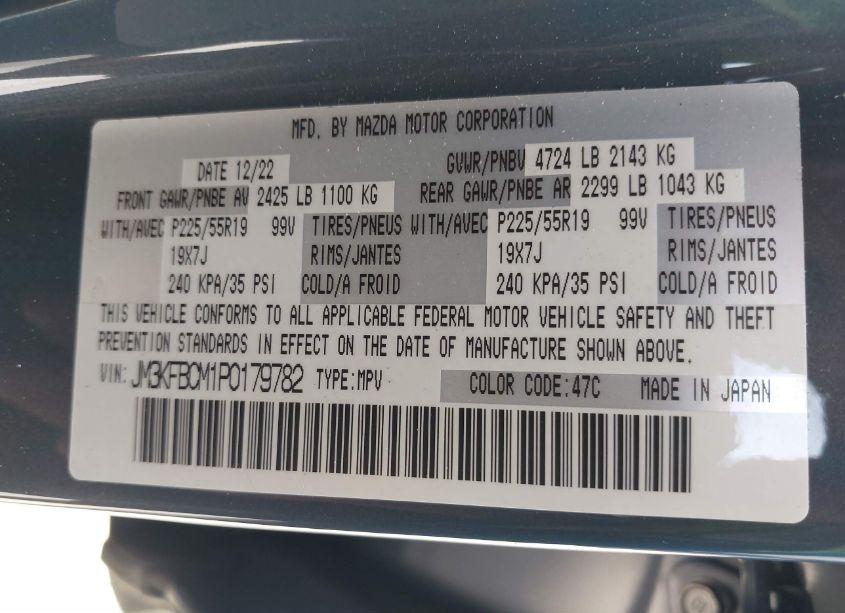 MFD. BY MAZDA MOTOR CORPORATION
DATE 12/22 GVWR/PNBV 4724 LB 2143 KG
FRONT GAWR/PNBE AV 2425 LB 1100 KG REAR GAWR/PNBE AR 2299 LB 1043 KG
WITH/AVEC P225/55R19 99V TIRES/PNEUS WITH/AVEC P225/55R19 99V TIRES/PNEUS
19X7J RIMS/JANTES 19X7J RIMS/JANTES
240 KPA/35 PSI COLD/A FROID 240 KPA/35 PSI COLD/A FROID
THIS VEHICLE CONFORMS TO ALL APPLICABLE FEDERAL MOTOR VEHICLE SAFETY AND THEFT
PREVENTION STANDARDS IN EFFECT ON THE DATE OF MANUFACTURE SHOWN ABOVE.
VIN: JM3KFBCM1P0179782 TYPE:MPV COLOR CODE:47C MADE IN JAPAN